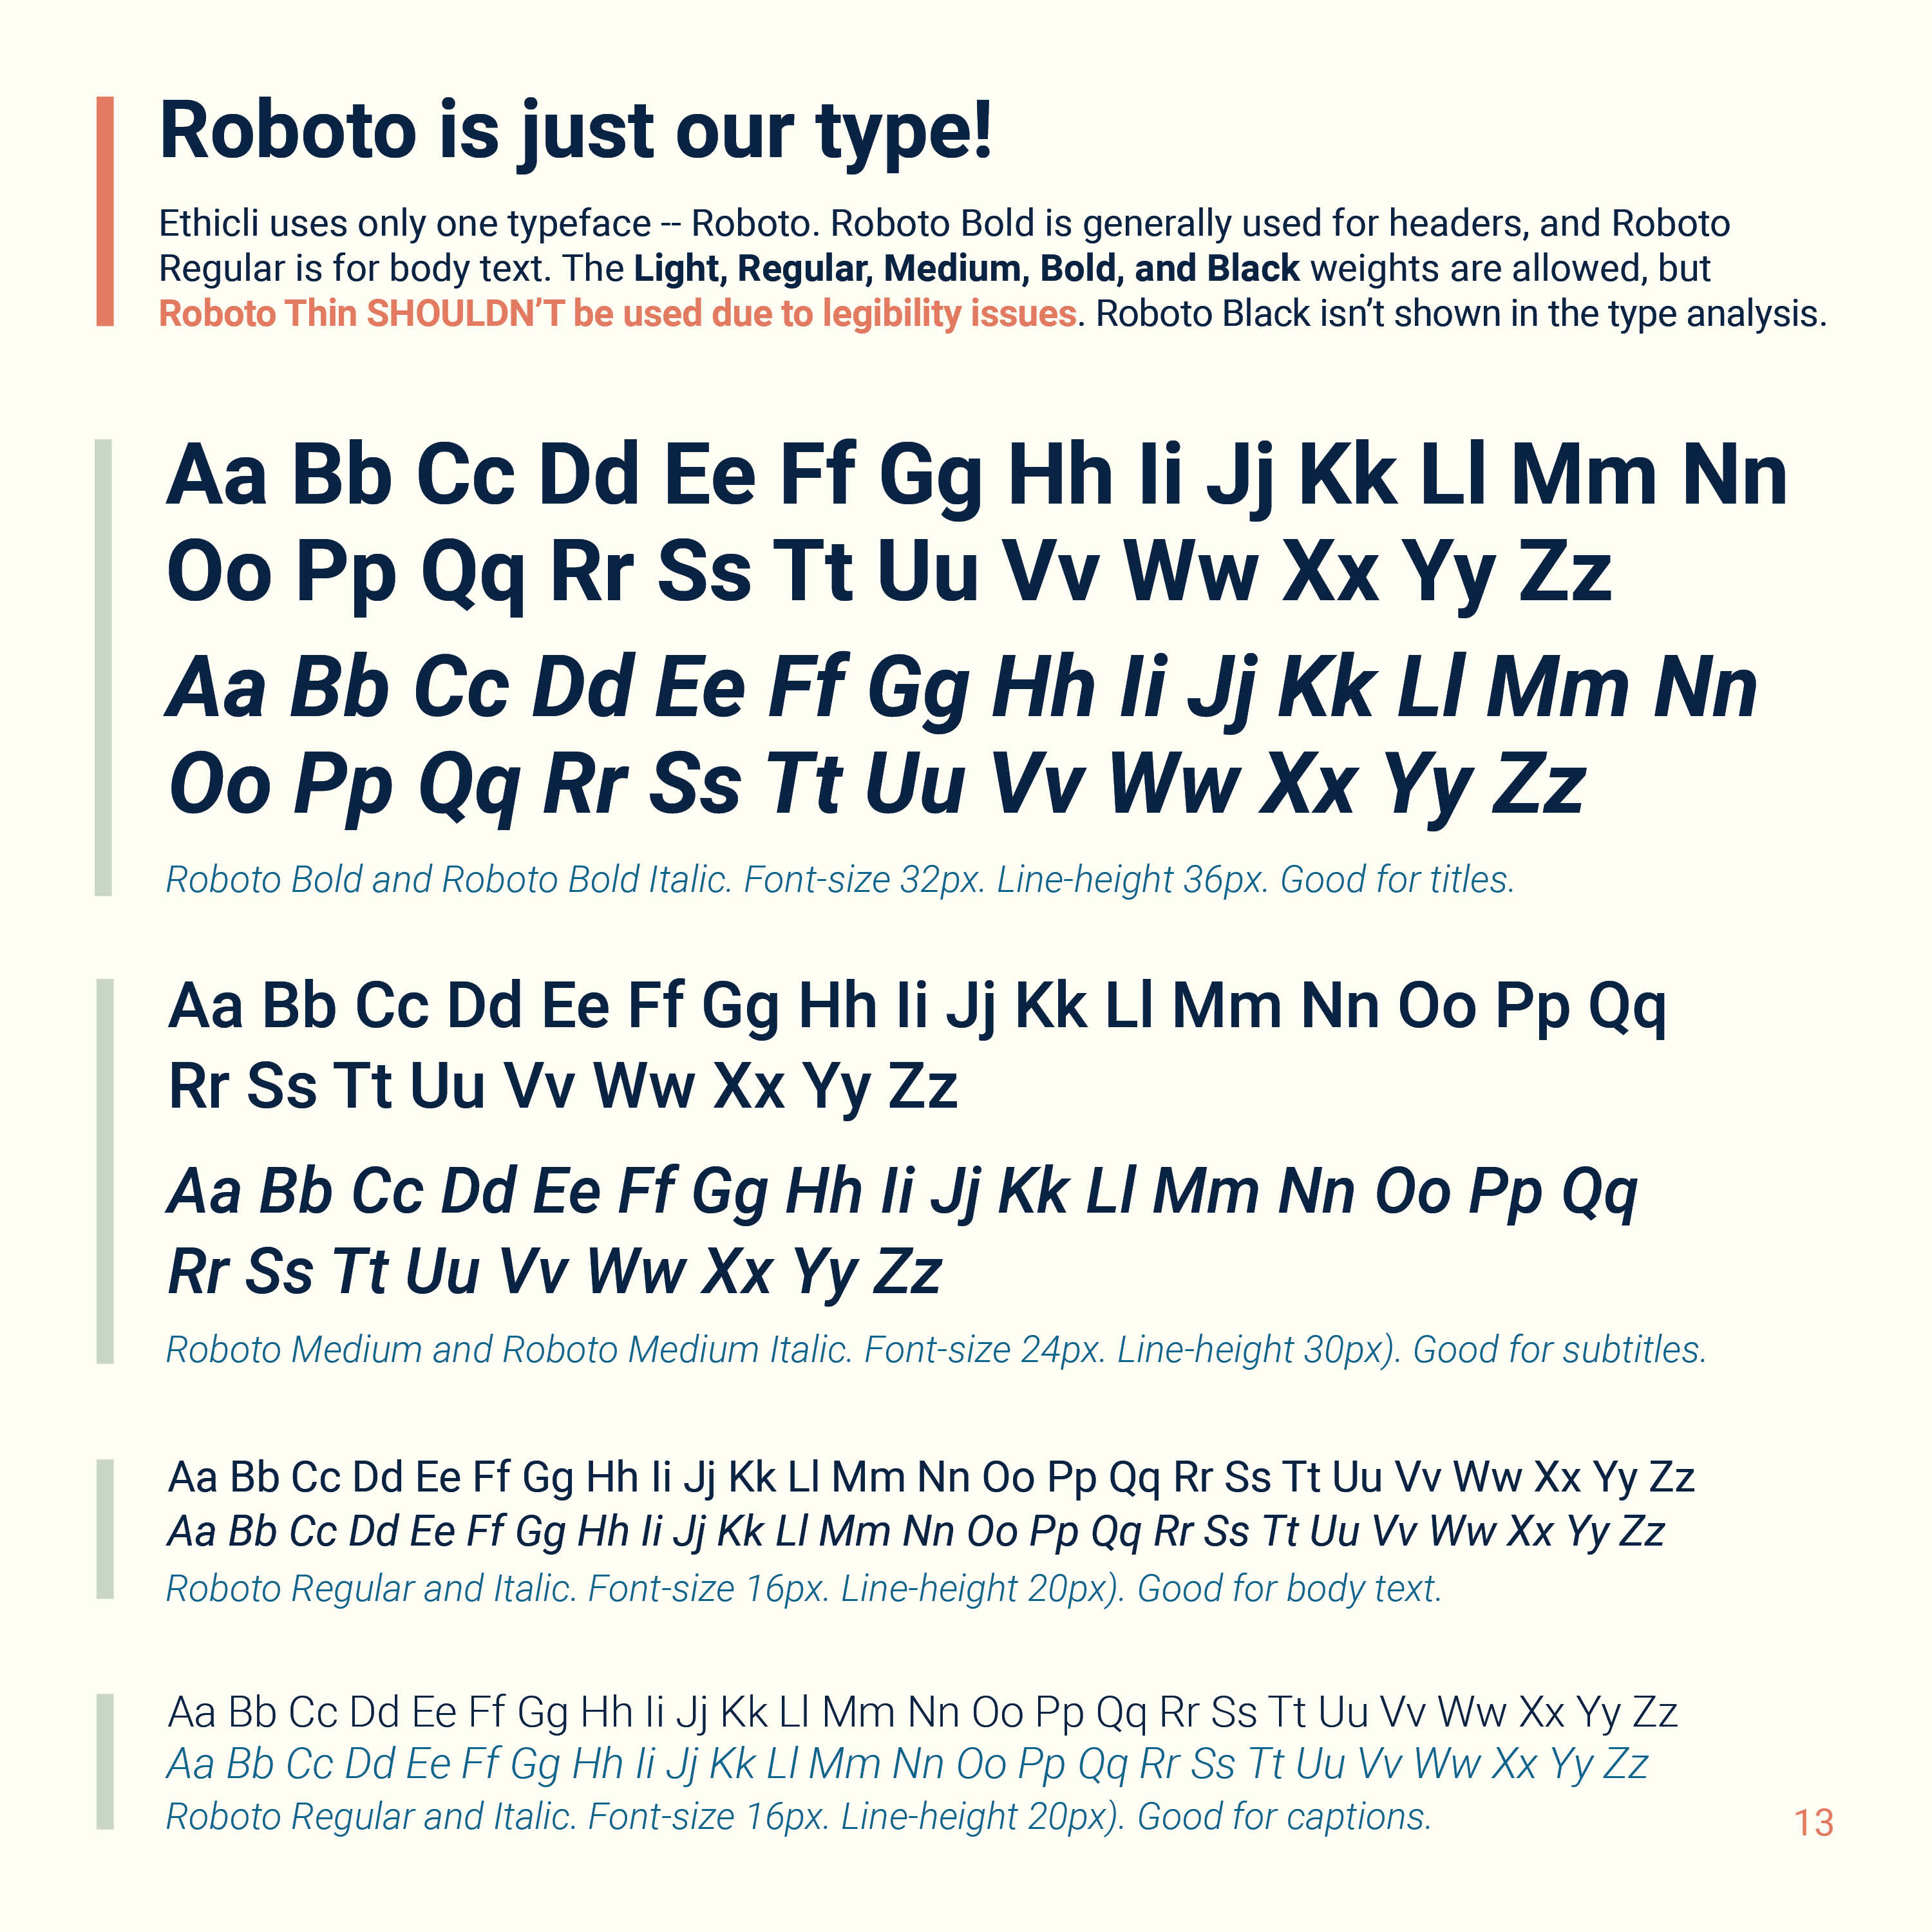 Roboto is just our type!
Ethicli uses only one typeface -- Roboto. Roboto Bold is generally used for headers, and Roboto
Regular is for body text. The Light, Regular, Medium, Bold, and Black weights are allowed, but
Roboto Thin SHOULDN’T be used due to legibility issues. Roboto Black isn’t shown in the type analysis.
Aa Bb Cc Dd Ee Ff Gg Hh Ii Jj Kk Ll Mm Nn
Oo Pp Qq Rr Ss Tt Uu Vv Ww Xx Yy Zz
Aa Bb Cc Dd Ee Ff Gg Hh Ii Jj Kk Ll Mm Nn
Oo Pp Qq Rr Ss Tt Uu Vv Ww Xx Yy Zz
Roboto Bold and Roboto Bold Italic. Font-size 32px. Line-height 36px. Good for titles.
Aa Bb Cc Dd Ee Ff Gg Hh Ii Jj Kk Ll Mm Nn Oo Pp Qq
Rr Ss Tt Uu Vv Ww Xx Yy Zz
Aa Bb Cc Dd Ee Ff Gg Hh Ii Jj Kk Ll Mm Nn Oo Pp Qq
Rr Ss Tt Uu Vv Ww Xx Yy Zz
Roboto Medium and Roboto Medium Italic. Font-size 24px. Line-height 30px). Good for subtitles.
Aa Bb Cc Dd Ee Ff Gg Hh Ii Jj Kk Ll Mm Nn Oo Pp Qq Rr Ss Tt Uu Vv Ww Xx Yy Zz
Aa Bb Cc Dd Ee Ff Gg Hh Ii Jj Kk Ll Mm Nn Oo Pp Qq Rr Ss Tt Uu Vv Ww Xx Yy Zz
Roboto Regular and Italic. Font-size 16px. Line-height 20px). Good for body text.
Aa Bb Cc Dd Ee Ff Gg Hh Ii Jj Kk Ll Mm Nn Oo Pp Qq Rr Ss Tt Uu Vv Ww Xx Yy Zz
Aa Bb Cc Dd Ee Ff Gg Hh Ii Jj Kk Ll Mm Nn Oo Pp Qq Rr Ss Tt Uu Vv Ww Xx Yy Zz
Roboto Regular and Italic. Font-size 16px. Line-height 20px). Good for captions.
13